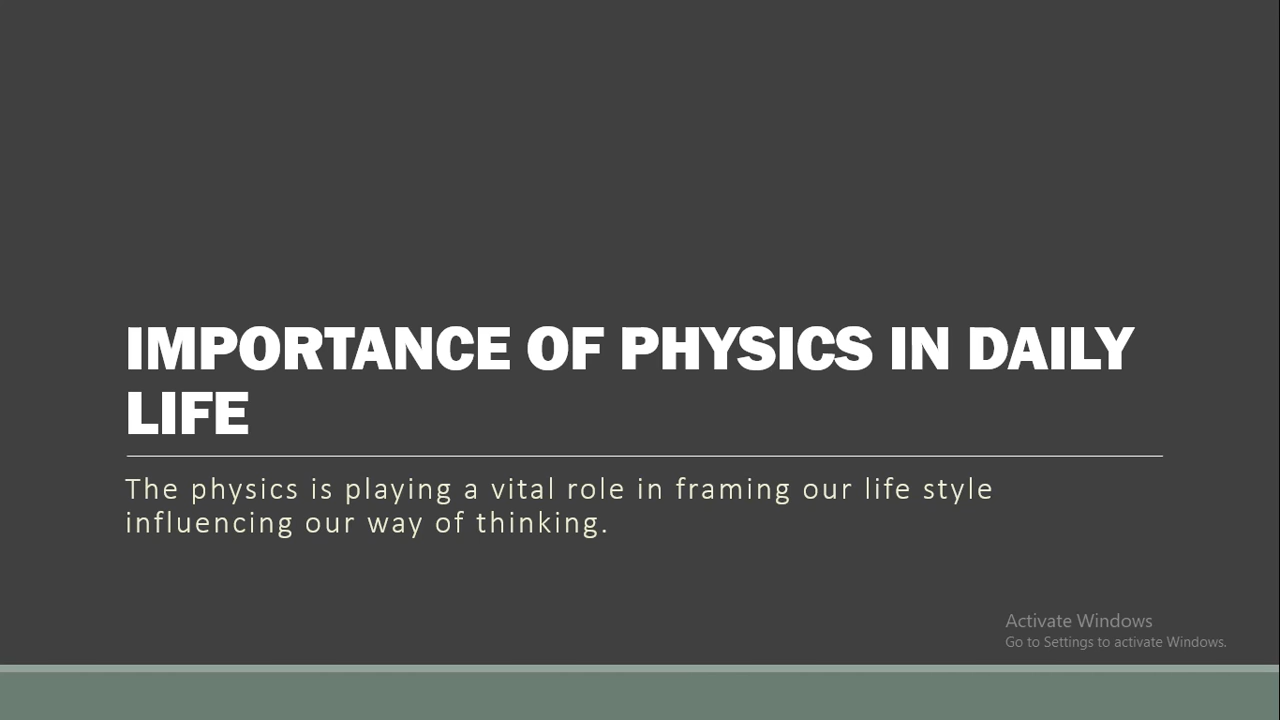 IMPORTANCE OF PHYSICS IN DAILY
LIFE
The physics is playing a vital role in framing our life style
influencing our way of thinking.
Activate Windows
Go to Settings to activate Windows.